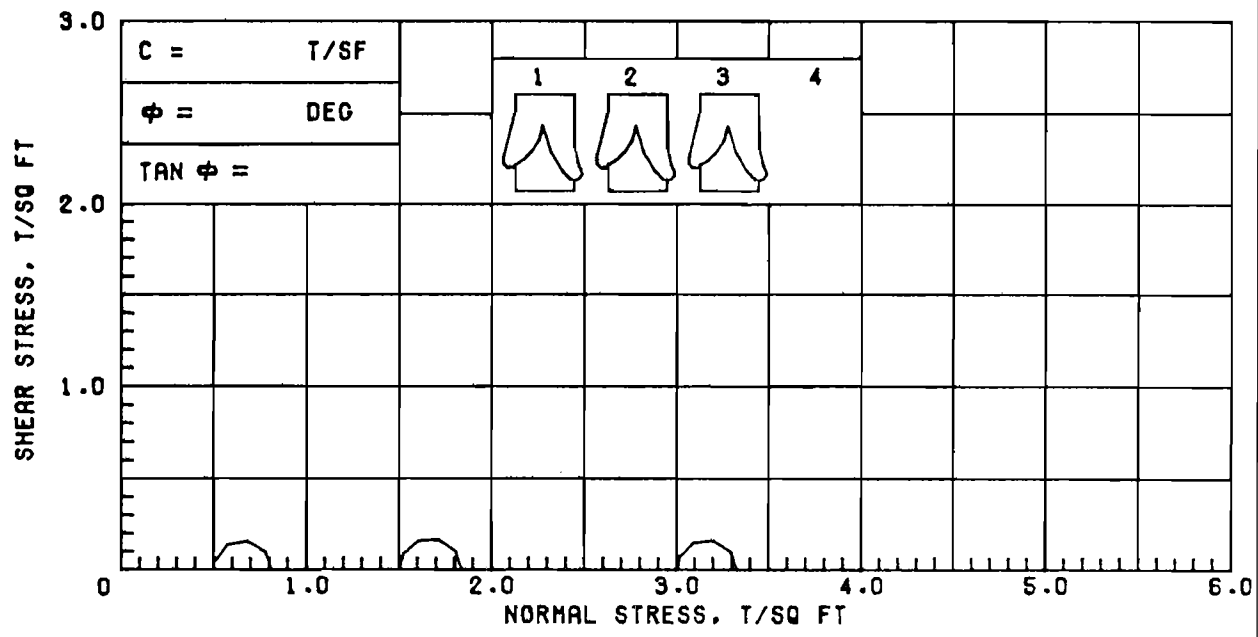 3.0
C = T/SF
1 2 3 4
ϕ = DEG
TAN ϕ =
2.0
SHEAR STRESS, T/SQ FT
1.0
0 1.0 2.0 3.0 4.0 5.0 6.0
NORMAL STRESS, T/SQ FT